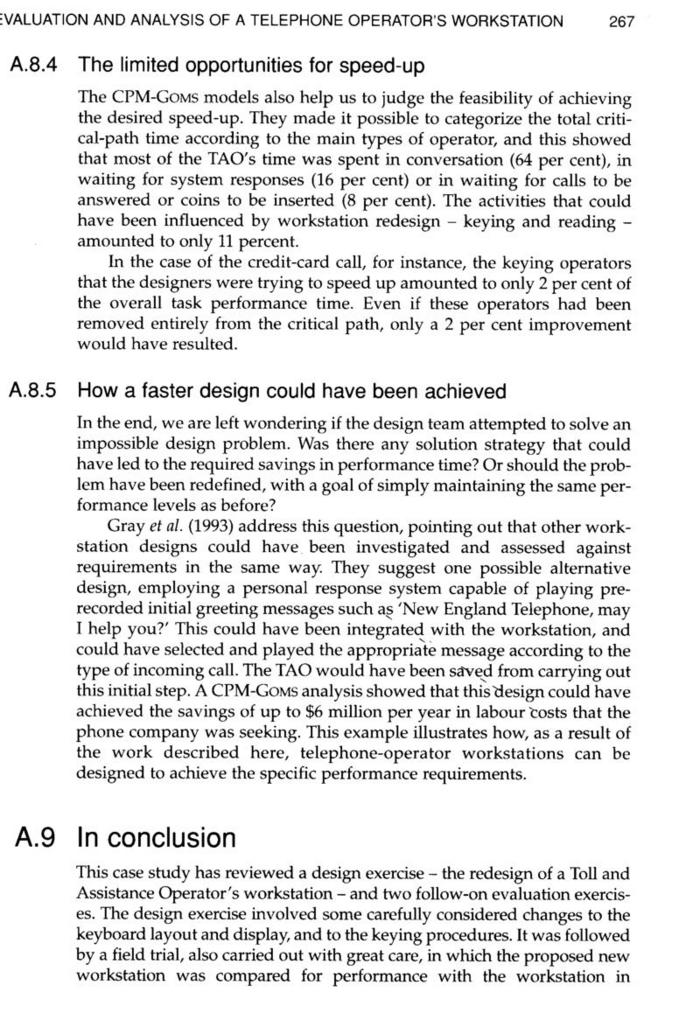 EVALUATION AND ANALYSIS OF A TELEPHONE OPERATOR'S WORKSTATION 267
A.8.4 The limited opportunities for speed-up
The CPM-GOMS models also help us to judge the feasibility of achieving
the desired speed-up. They made it possible to categorize the total criti-
cal-path time according to the main types of operator, and this showed
that most of the TAO's time was spent in conversation (64 per cent), in
waiting for system responses (16 per cent) or in waiting for calls to be
answered or coins to be inserted (8 per cent). The activities that could
have been influenced by workstation redesign – keying and reading –
amounted to only 11 percent.
In the case of the credit-card call, for instance, the keying operators
that the designers were trying to speed up amounted to only 2 per cent of
the overall task performance time. Even if these operators had been
removed entirely from the critical path, only a 2 per cent improvement
would have resulted.
A.8.5 How a faster design could have been achieved
In the end, we are left wondering if the design team attempted to solve an
impossible design problem. Was there any solution strategy that could
have led to the required savings in performance time? Or should the prob-
lem have been redefined, with a goal of simply maintaining the same per-
formance levels as before?
Gray et al. (1993) address this question, pointing out that other work-
station designs could have been investigated and assessed against
requirements in the same way. They suggest one possible alternative
design, employing a personal response system capable of playing pre-
recorded initial greeting messages such as 'New England Telephone, may
I help you?' This could have been integrated with the workstation, and
could have selected and played the appropriate message according to the
type of incoming call. The TAO would have been saved from carrying out
this initial step. A CPM-GOMS analysis showed that this design could have
achieved the savings of up to $6 million per year in labour costs that the
phone company was seeking. This example illustrates how, as a result of
the work described here, telephone-operator workstations can be
designed to achieve the specific performance requirements.
A.9 In conclusion
This case study has reviewed a design exercise – the redesign of a Toll and
Assistance Operator's workstation – and two follow-on evaluation exercis-
es. The design exercise involved some carefully considered changes to the
keyboard layout and display, and to the keying procedures. It was followed
by a field trial, also carried out with great care, in which the proposed new
workstation was compared for performance with the workstation in